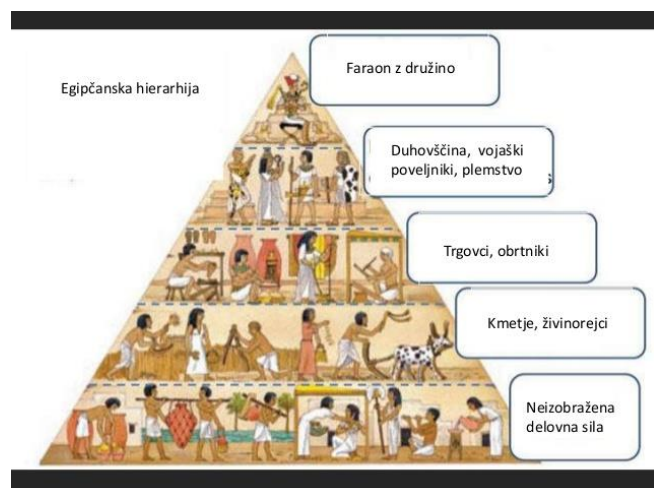 Egipčanska hierarhija
Faraon z družino
Duhovščina, vojaški
poveljniki, plemstvo
Trgovci, obrtniki
Kmetje, živinorejci
Neizobražena
delovna sila